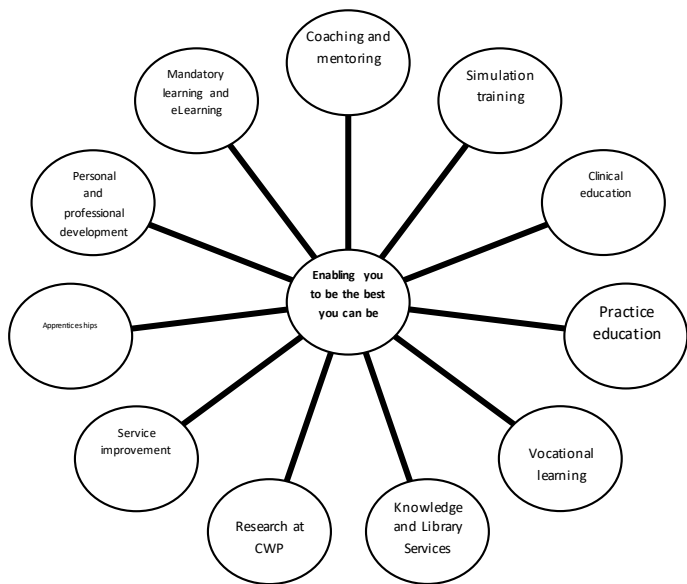 Coaching and
mentoring
Simulation
training
Clinical
education
Practice
education
Vocational
learning
Knowledge
and Library
Services
Research at
CWP
Service
improvement
Apprenticeships
Personal
and
professional
development
Mandatory
learning and
eLearning
Enabling you
to be the best
you can be